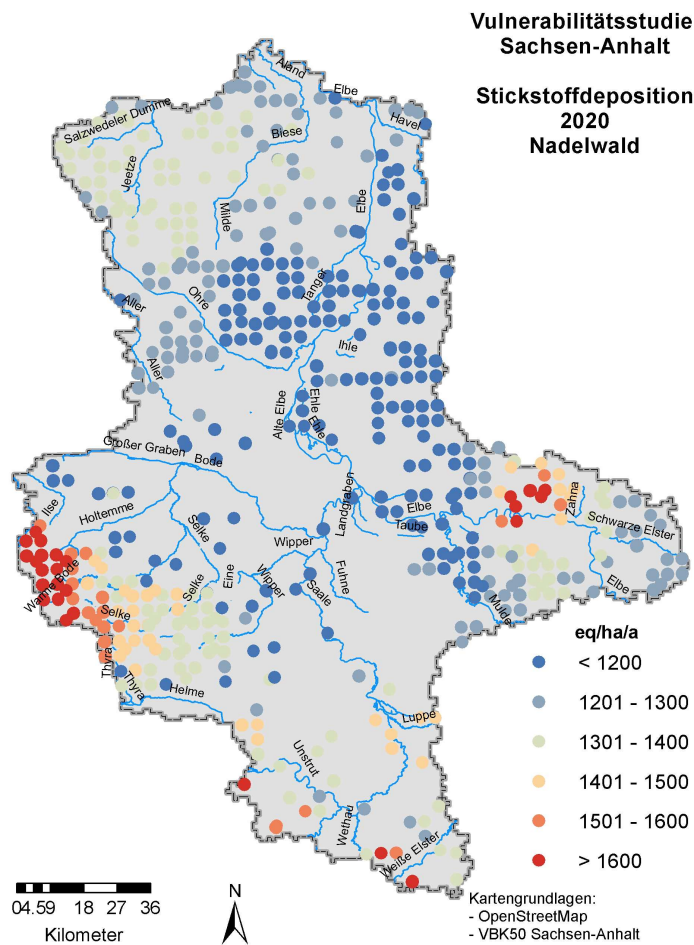 Vulnerabilitätsstudie
Sachsen-Anhalt
Stickstoffdeposition
2020
Nadelwald
Aland
Elbe
Havel
Salzwedeler Dumme
Biese
Jeetze
Milde
Elbe
Tanger
Ohre
Aller
Ihle
Aller
Alte Elbe
Ehle
Ehle
Großer Graben
Bode
Ilse
Holtemme
Selke
Landgraben
Elbe
Taube
Zahna
Schwarze Elster
Wipper
Warme Bode
Selke
Eine
Wipper
Saale
Fuhne
Mulde
Elbe
Selke
Thyra
Thyra
Helme
Luppe
Unstrut
Wethau
Weiße Elster
eq/ha/a
< 1200
1201 - 1300
1301 - 1400
1401 - 1500
1501 - 1600
> 1600
04.59 18 27 36
Kilometer
N
Kartengrundlagen:
- OpenStreetMap
- VBK50 Sachsen-Anhalt